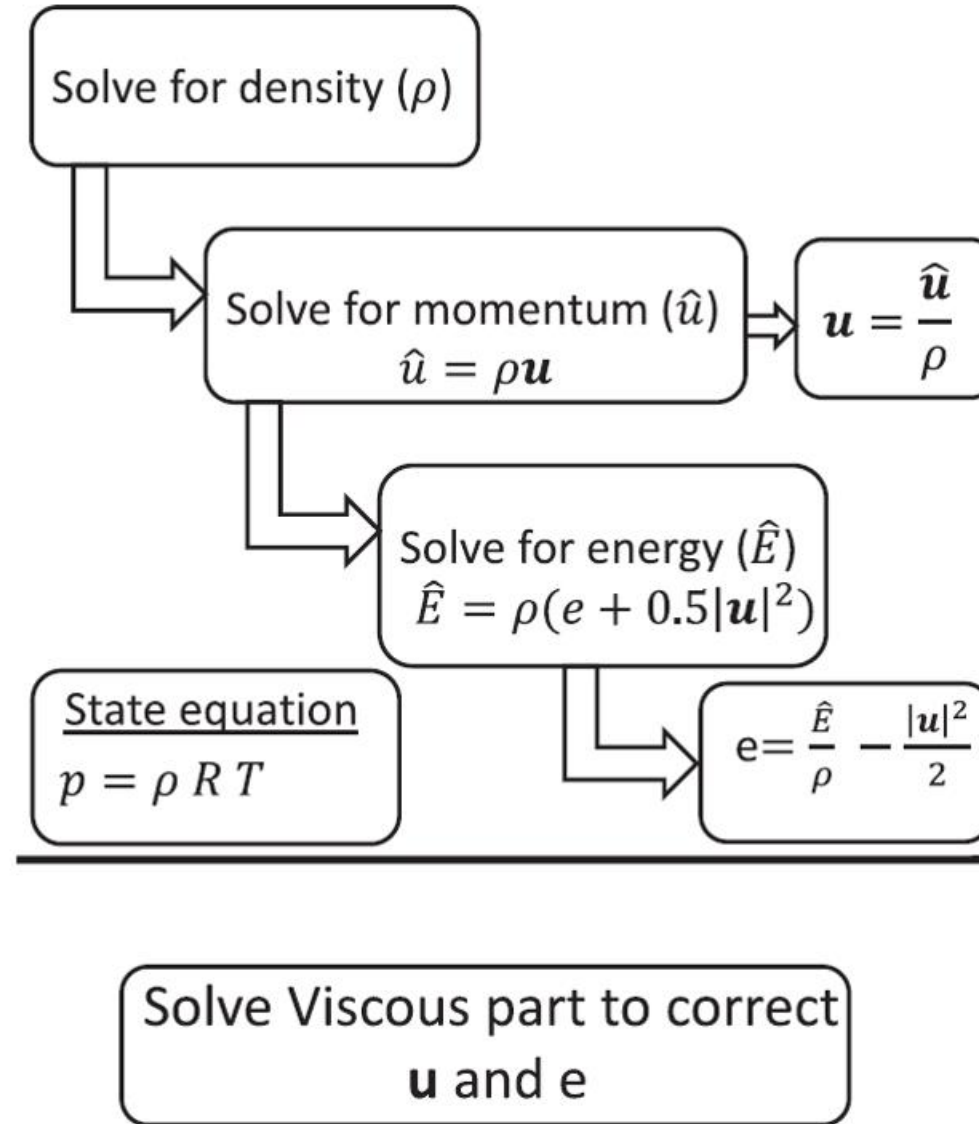 Solve for density (ρ)
Solve for momentum (û)
û = ρ𝒖
𝒖 = 𝒖̂/ρ
Solve for energy (Ê)
Ê = ρ(e + 0.5|𝒖|²)
State equation
p = ρ R T
e= Ê/ρ − |𝒖|²/2
Solve Viscous part to correct
u and e